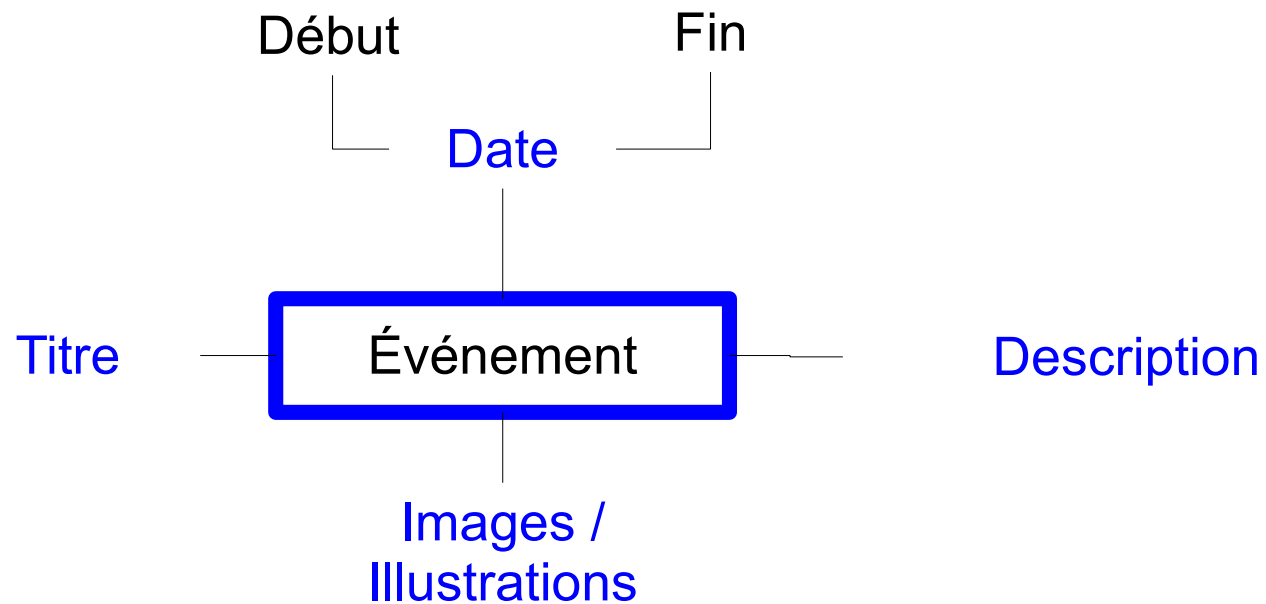 Début
Fin
Date
Titre
Événement
Description
Images /
Illustrations